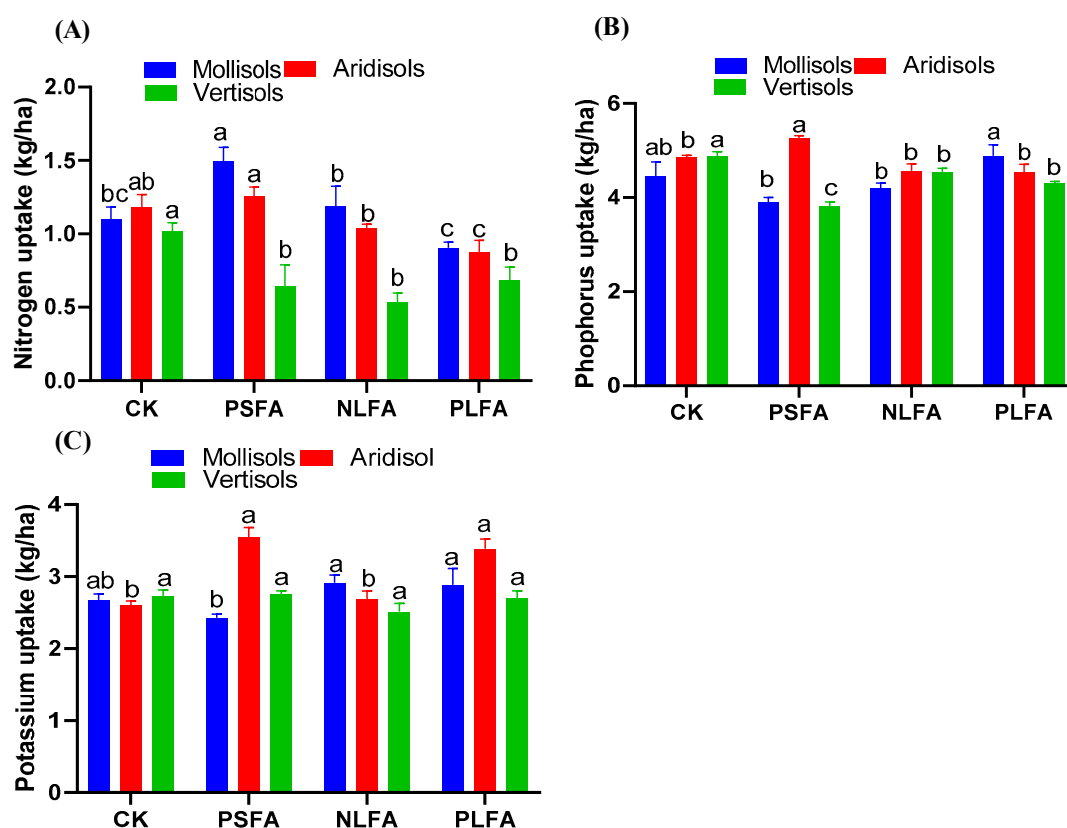 (A)
Mollisols Aridisols
Vertisols
Nitrogen uptake (kg/ha)
2.0
1.5
1.0
0.5
0.0
bc ab a
a a b
b b b
c c b
CK PSFA NLFA PLFA
(B)
Mollisols Aridisols
Vertisols
Phophorus uptake (kg/ha)
6
4
2
0
ab b a
b a c
b b b
a b b
CK PSFA NLFA PLFA
(C)
Mollisols Aridisol
Vertisols
Potassium uptake (kg/ha)
4
3
2
1
0
ab b a
b a a
a b a
a a a
CK PSFA NLFA PLFA